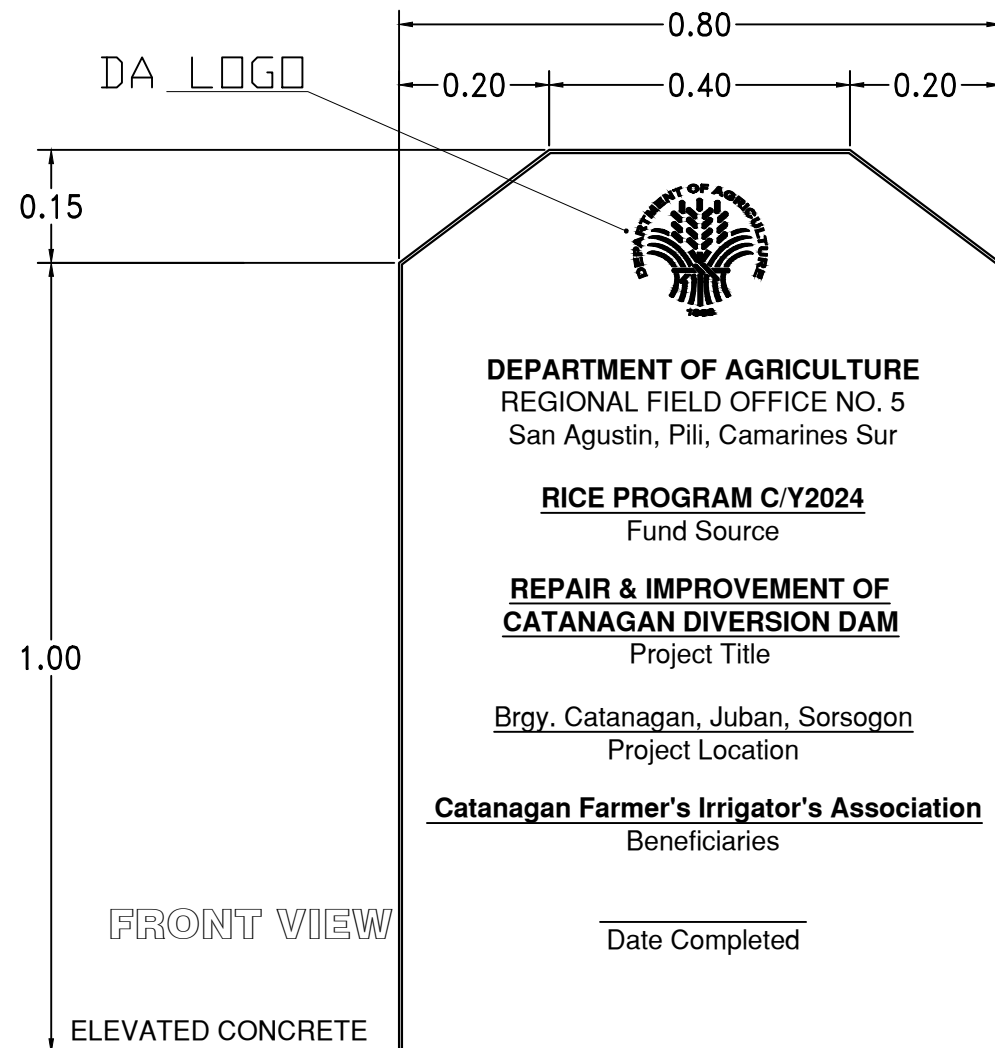 0.80
DA LOGO
0.20
0.40
0.20
0.15
DEPARTMENT OF AGRICULTURE
DEPARTMENT OF AGRICULTURE
REGIONAL FIELD OFFICE NO. 5
San Agustin, Pili, Camarines Sur
RICE PROGRAM C/Y2024
Fund Source
REPAIR & IMPROVEMENT OF
CATANAGAN DIVERSION DAM
Project Title
1.00
Brgy. Catanagan, Juban, Sorsogon
Project Location
Catanagan Farmer's Irrigator's Association
Beneficiaries
FRONT VIEW
Date Completed
ELEVATED CONCRETE